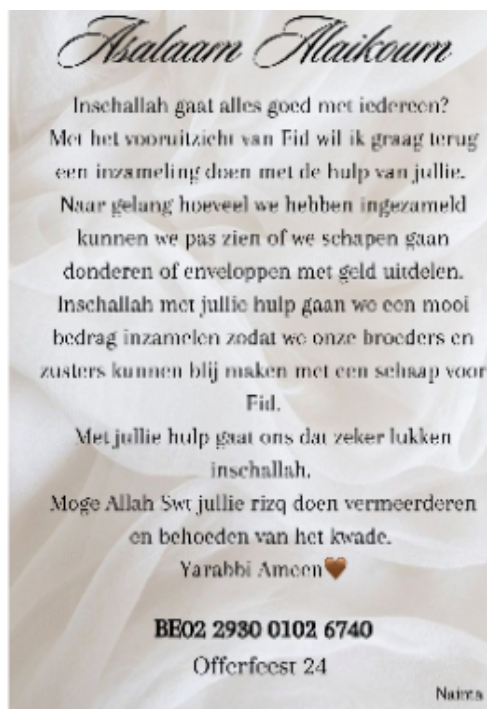 Asalaam Alaikoum
Inschallah gaat alles goed met iedereen?
Met het vooruitzicht van Eid wil ik graag terug
een inzameling doen met de hulp van jullie.
Naar gelang hoeveel we hebben ingezameld
kunnen we pas zien of we schapen gaan
donderen of enveloppen met geld uitdelen.
Inschallah met jullie hulp gaan we een mooi
bedrag inzamelen zodat we onze broeders en
zusters kunnen blij maken met een schaap voor
Eid.
Met jullie hulp gaat ons dat zeker lukken
inschallah.
Moge Allah Swt jullie rizq doen vermeerderen
en behoeden van het kwade.
Yarabbi Ameen🤎
BE02 2930 0102 6740
Offerfeest 24
Naima